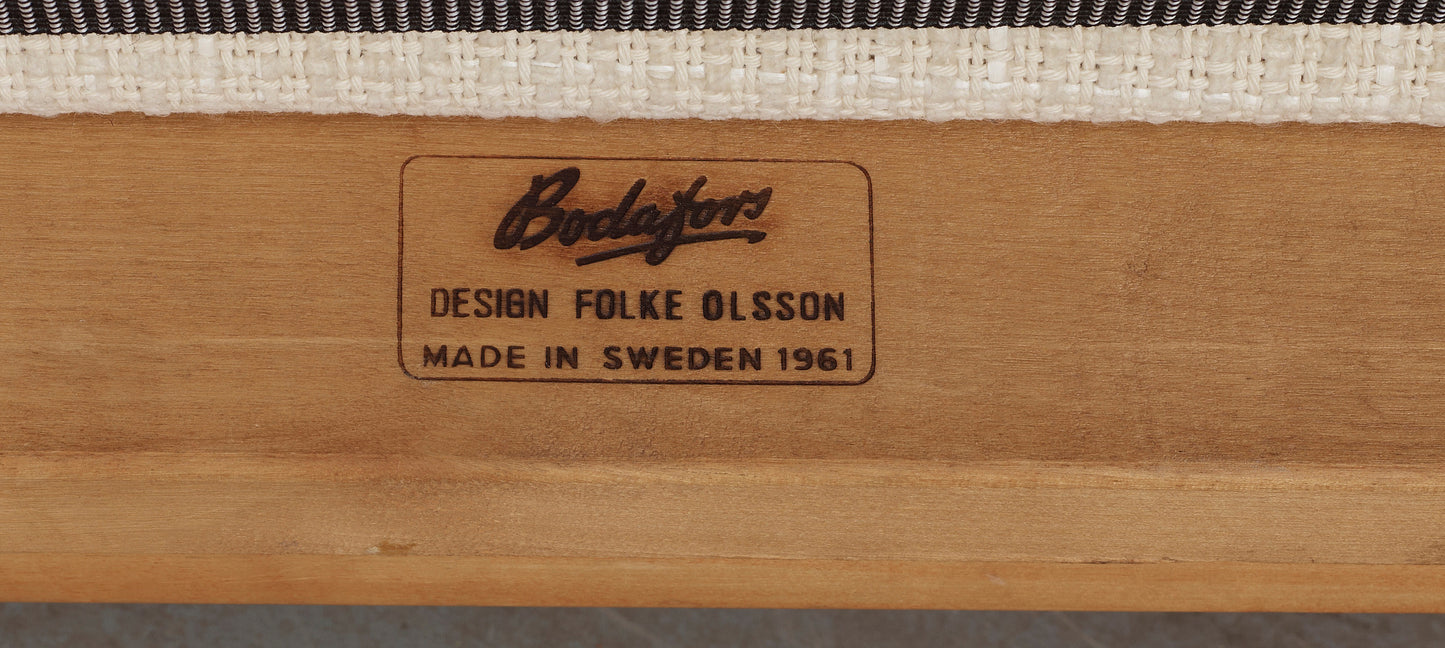 Bodafors
DESIGN FOLKE OLSSON
MADE IN SWEDEN 1961